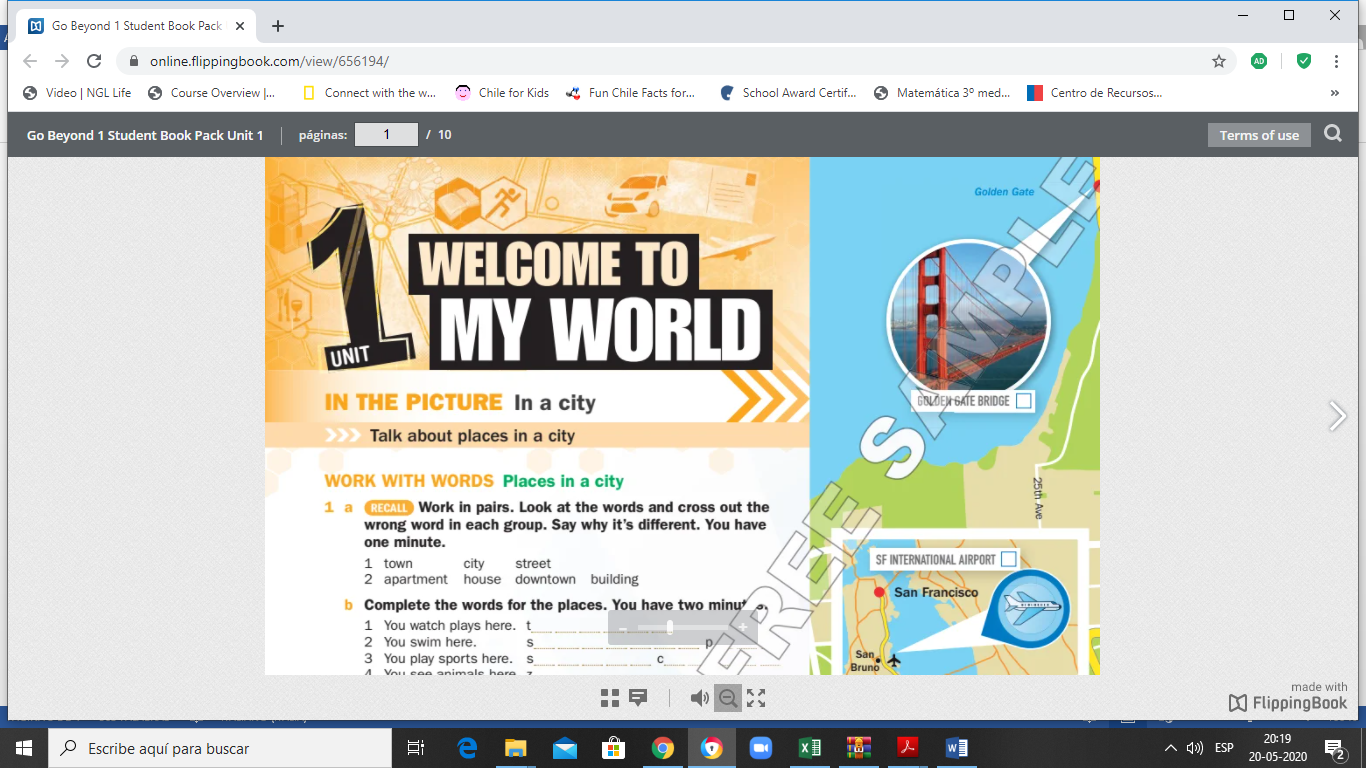 Go Beyond 1 Student Book Pack
online.flippingbook.com/view/656194/
AD
Video | NGL Life
Course Overview |...
Connect with the w...
Chile for Kids
Fun Chile Facts for...
School Award Certif...
Matemática 3º med...
Centro de Recursos...
»
Go Beyond 1 Student Book Pack Unit 1
páginas: 1 / 10
Terms of use
1
UNIT
WELCOME TO
MY WORLD
IN THE PICTURE In a city
Talk about places in a city
WORK WITH WORDS Places in a city
1 a RECALL Work in pairs. Look at the words and cross out the
wrong word in each group. Say why it's different. You have
one minute.
1 town city street
2 apartment house downtown building
b Complete the words for the places. You have two minutes.
1 You watch plays here. t
2 You swim here. s p
3 You play sports here. s c
4 You see animals here. z
Golden Gate
GOLDEN GATE BRIDGE
25th Ave
SF INTERNATIONAL AIRPORT
San Francisco
San
Bruno
FREE SAMPLE
made with
FlippingBook
Escribe aquí para buscar
ESP
20:19
20-05-2020
2